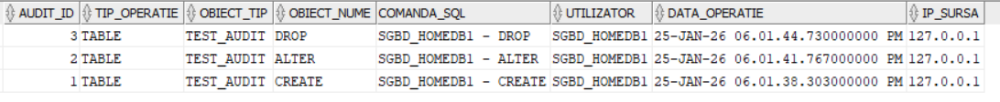 AUDIT_ID TIP_OPERATIE OBIECT_TIP OBIECT_NUME COMANDA_SQL UTILIZATOR DATA_OPERATIE IP_SURSA
3 TABLE TEST_AUDIT DROP SGBD_HOMEDB1 - DROP SGBD_HOMEDB1 25-JAN-26 06.01.44.730000000 PM 127.0.0.1
2 TABLE TEST_AUDIT ALTER SGBD_HOMEDB1 - ALTER SGBD_HOMEDB1 25-JAN-26 06.01.41.767000000 PM 127.0.0.1
1 TABLE TEST_AUDIT CREATE SGBD_HOMEDB1 - CREATE SGBD_HOMEDB1 25-JAN-26 06.01.38.303000000 PM 127.0.0.1